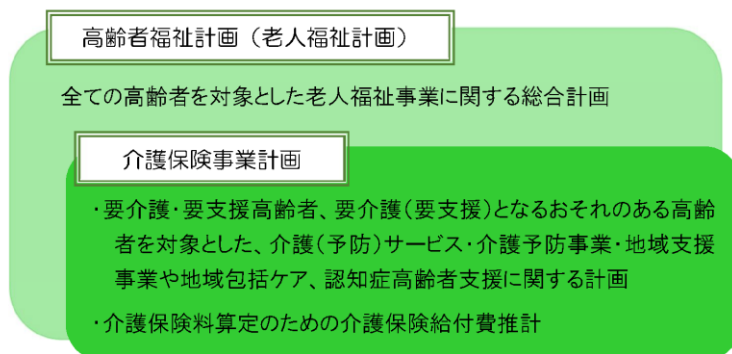 高齢者福祉計画（老人福祉計画）
全ての高齢者を対象とした老人福祉事業に関する総合計画
介護保険事業計画
・要介護・要支援高齢者、要介護（要支援）となるおそれのある高齢
者を対象とした、介護（予防）サービス・介護予防事業・地域支援
事業や地域包括ケア、認知症高齢者支援に関する計画
・介護保険料算定のための介護保険給付費推計